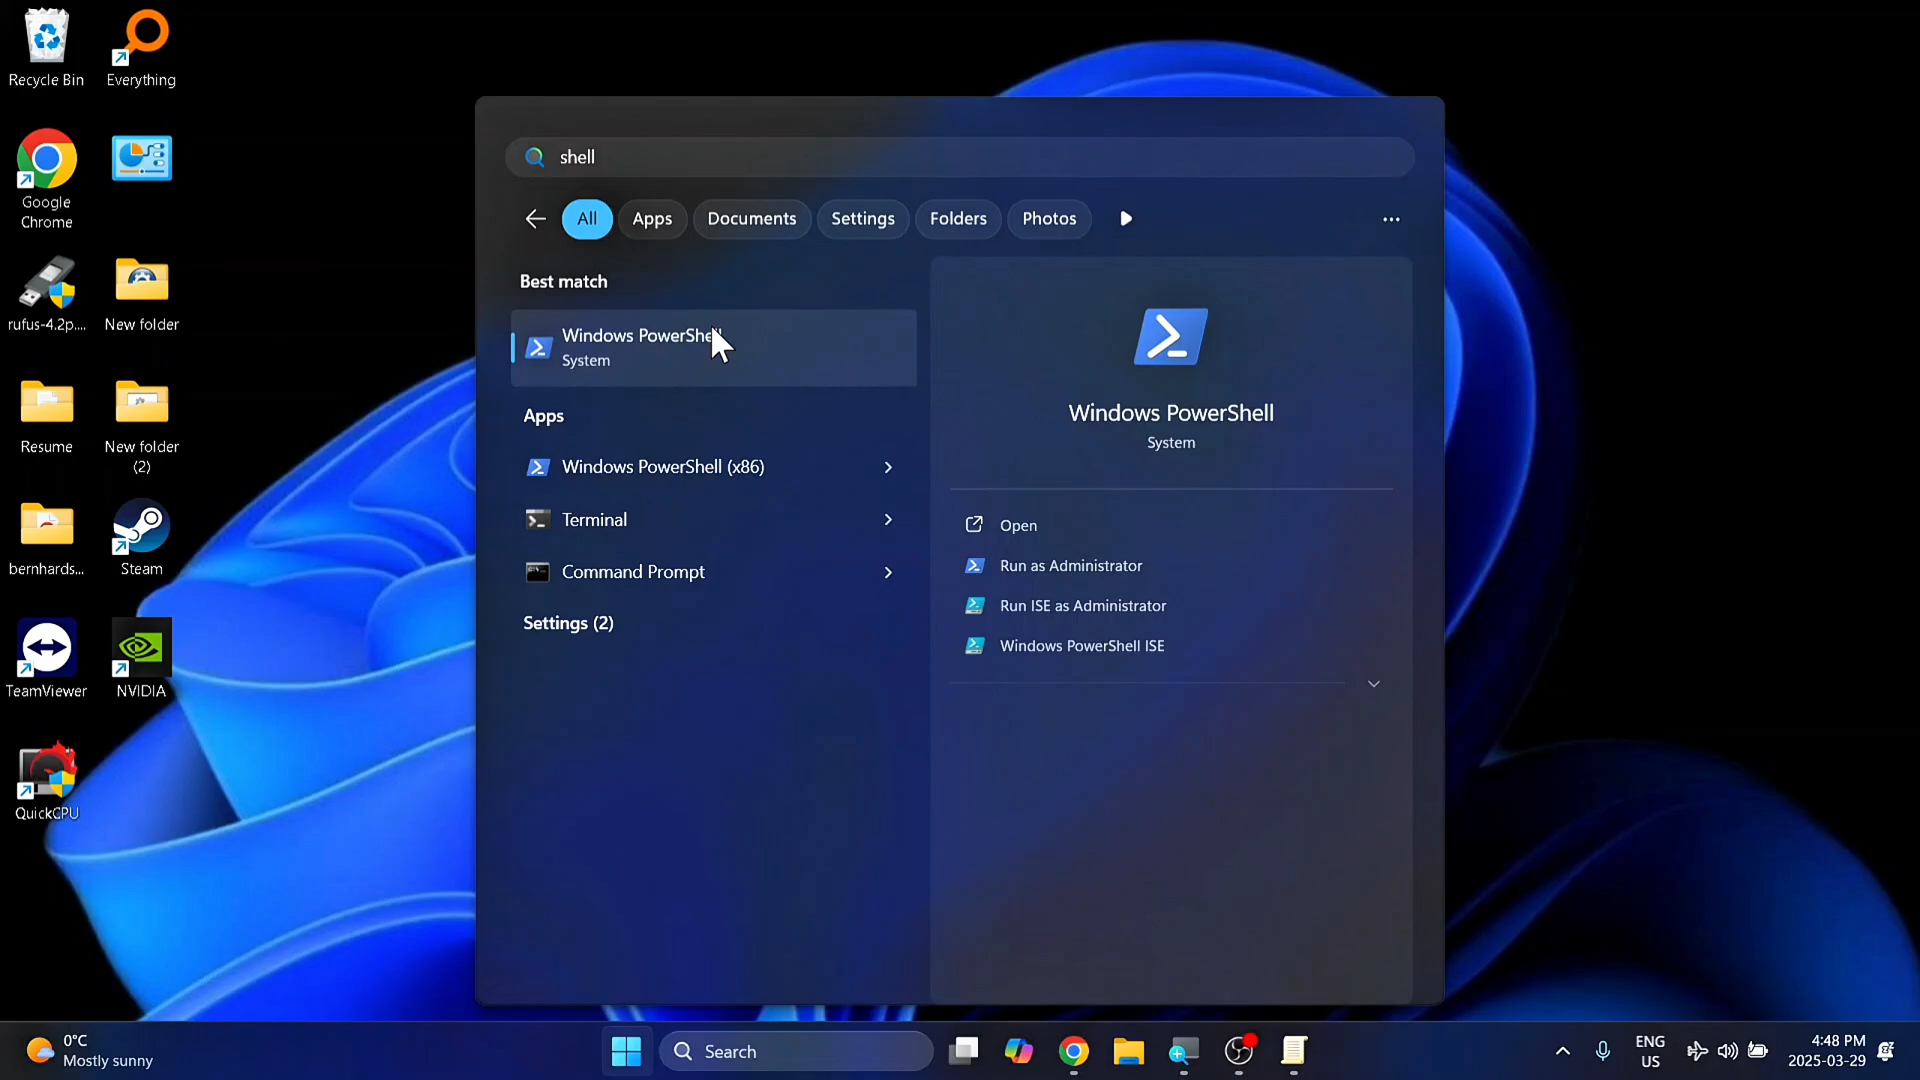 Recycle Bin
Everything
Google
Chrome
rufus-4.2p....
New folder
Resume
New folder
(2)
bernhards...
Steam
TeamViewer
NVIDIA
QuickCPU
shell
All
Apps
Documents
Settings
Folders
Photos
Best match
Windows PowerShell
System
Apps
Windows PowerShell (x86)
Terminal
Command Prompt
Settings (2)
Windows PowerShell
System
Open
Run as Administrator
Run ISE as Administrator
Windows PowerShell ISE
0°C
Mostly sunny
Search
ENG
US
4:48 PM
2025-03-29